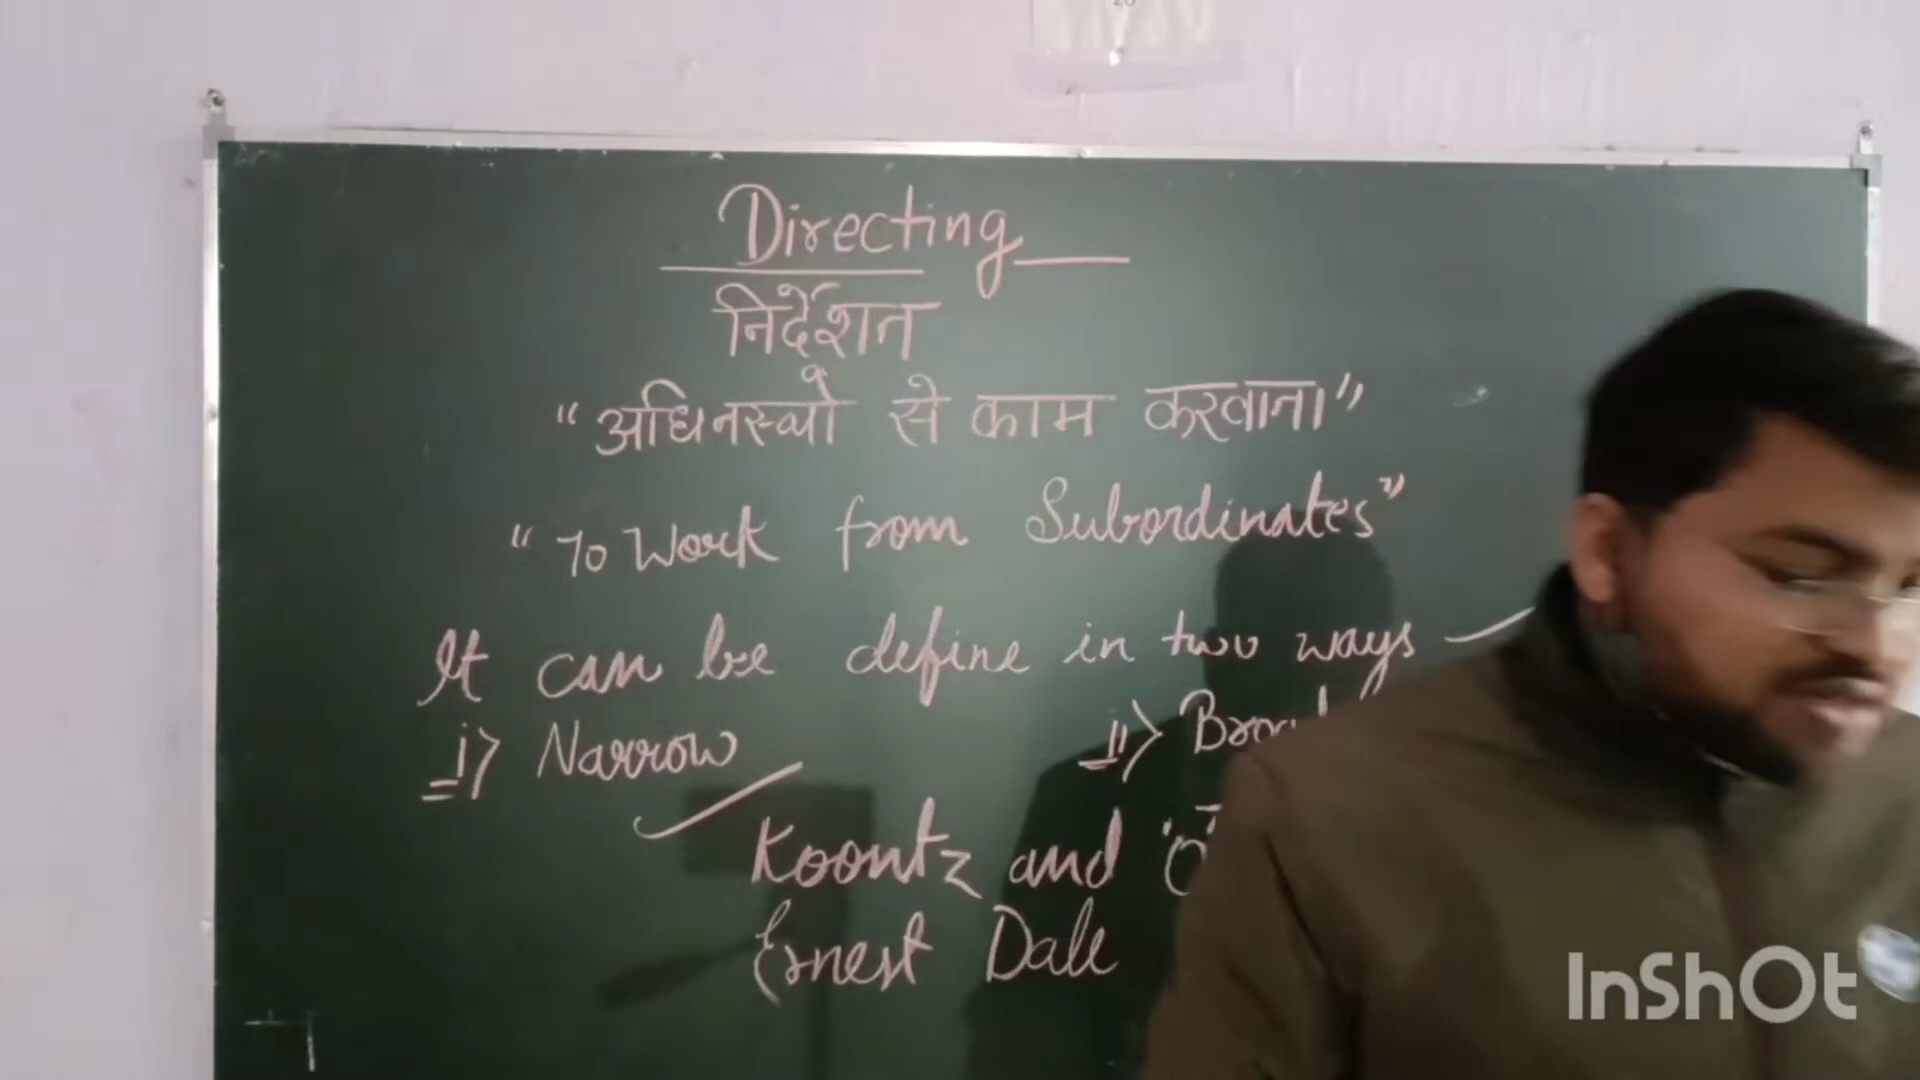 Directing
निर्देशन
"अधिनस्थो से काम करवाना"
"To Work from Subordinates"
It can be define in two ways
i) Narrow ii)
Koontz and
Ernest Dale
InShOt